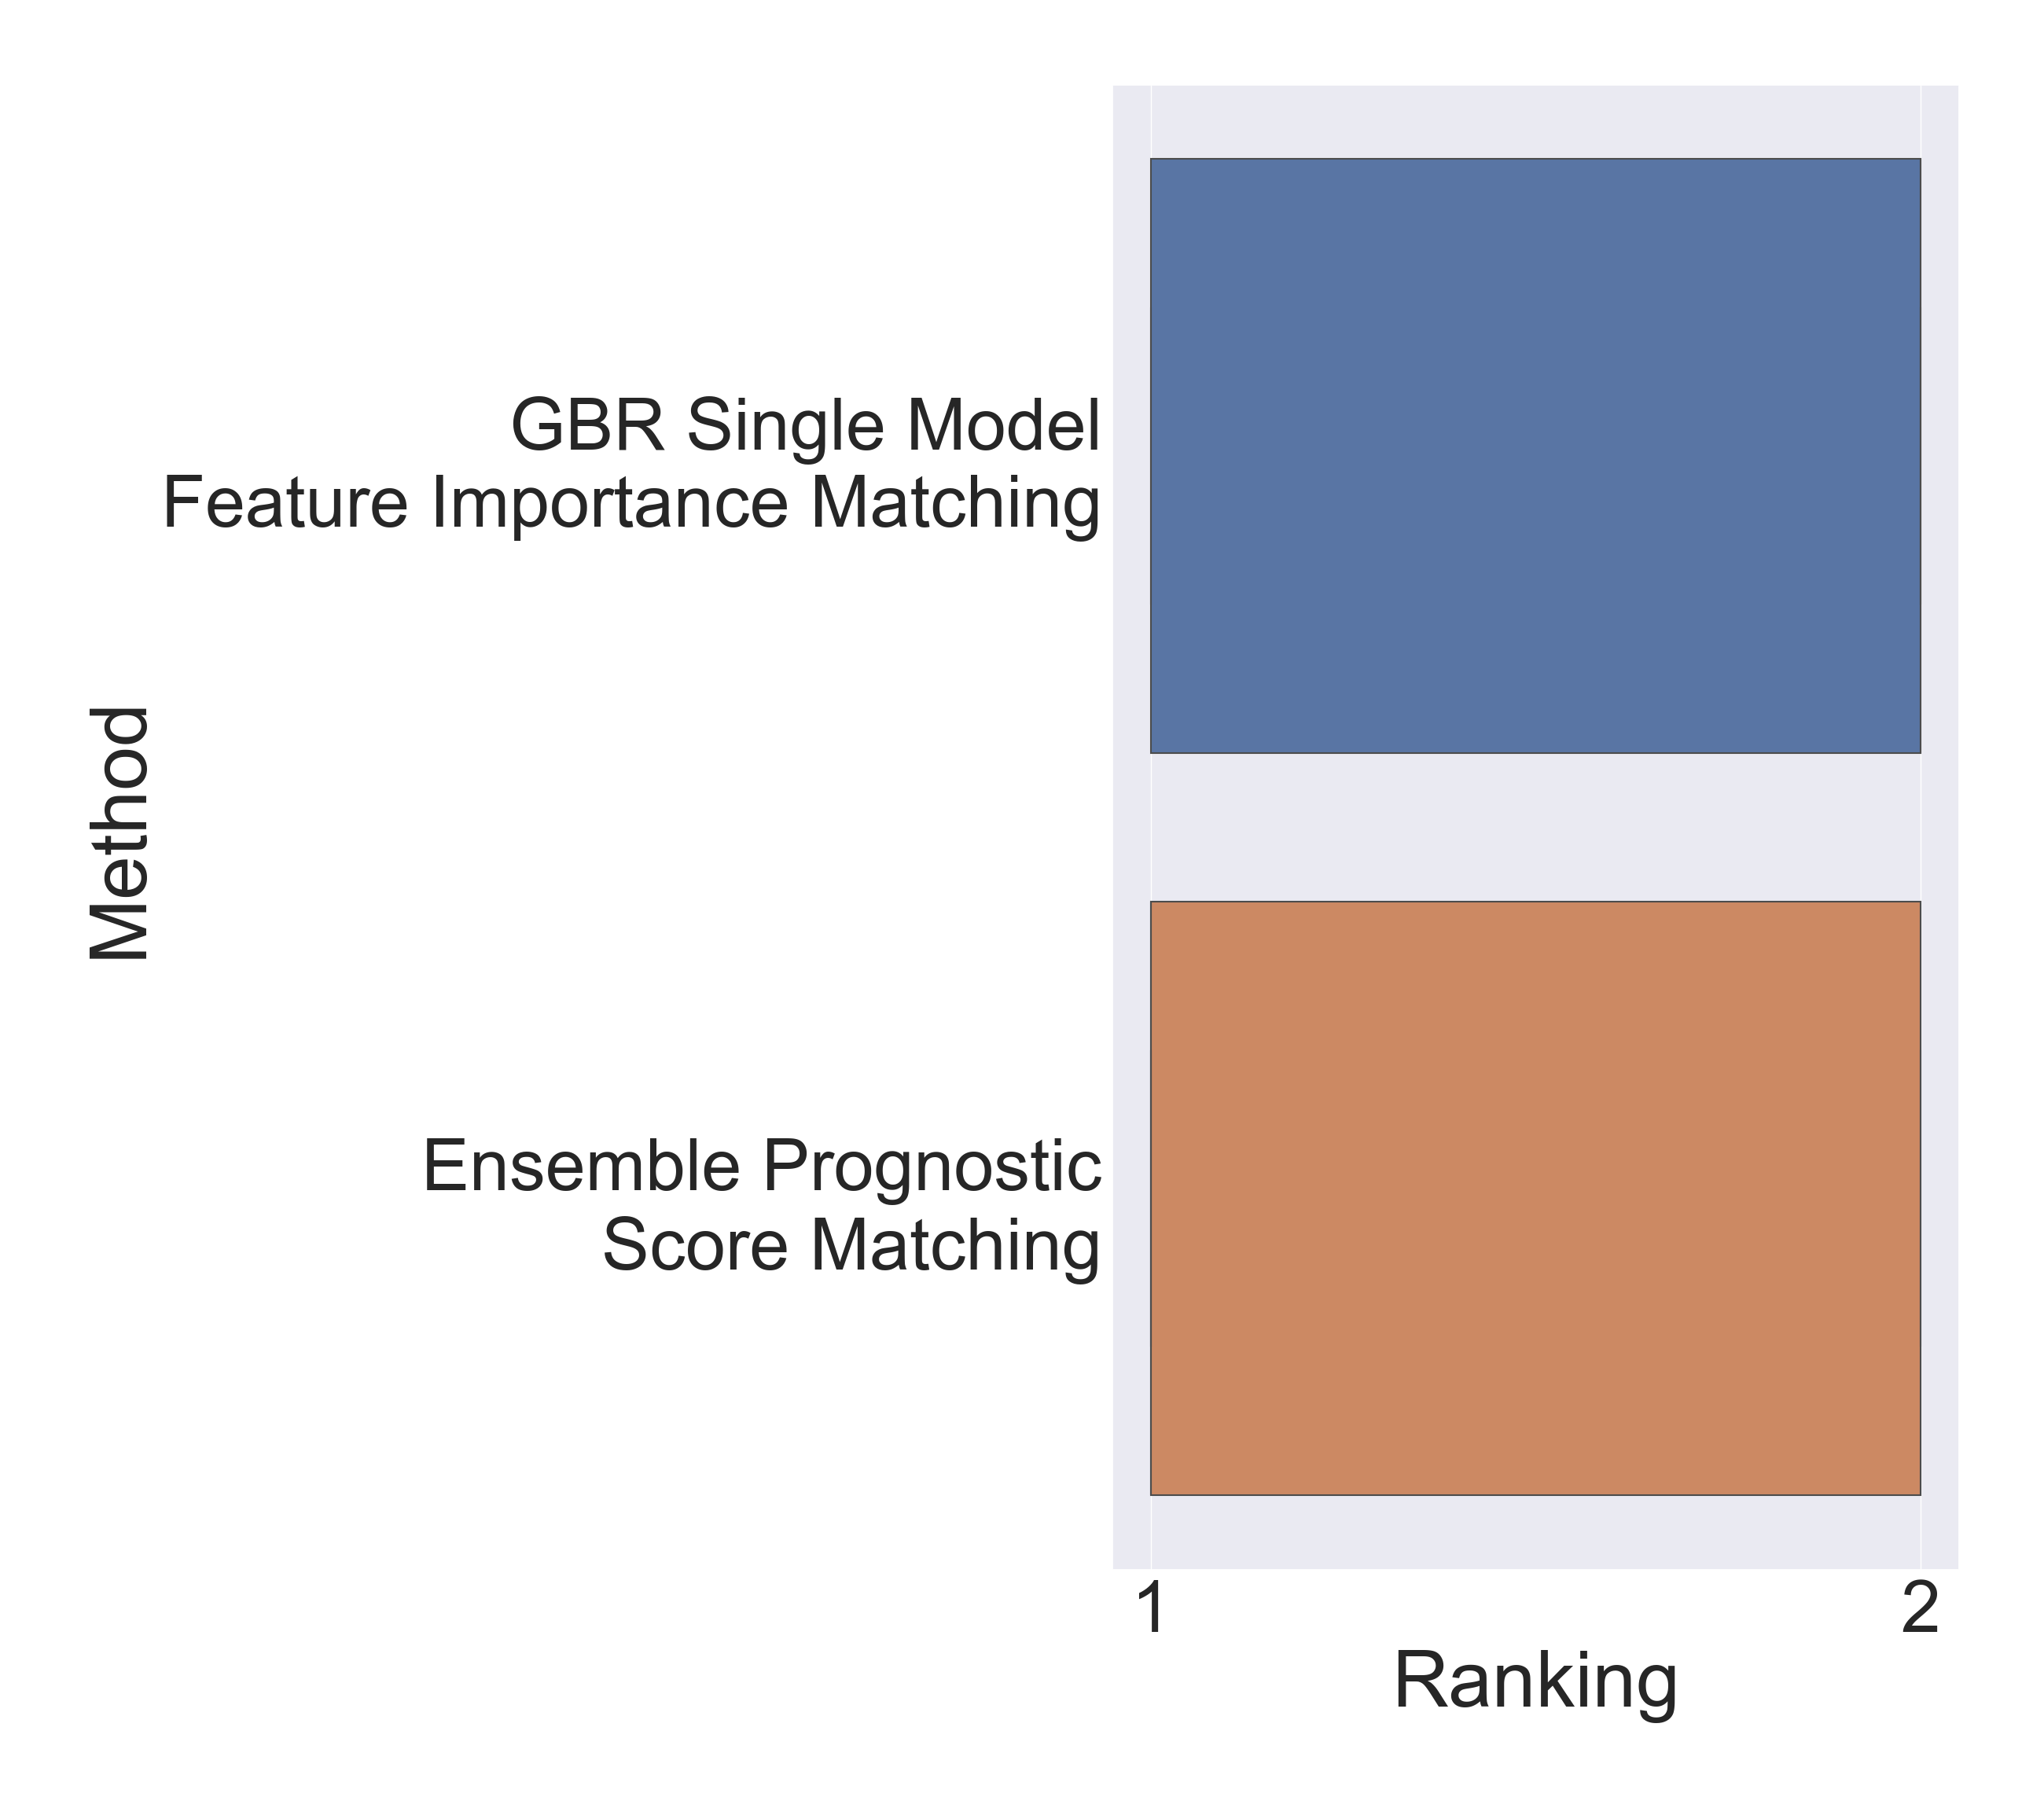 GBR Single Model
Feature Importance Matching
Method
Ensemble Prognostic
Score Matching
1 2
Ranking